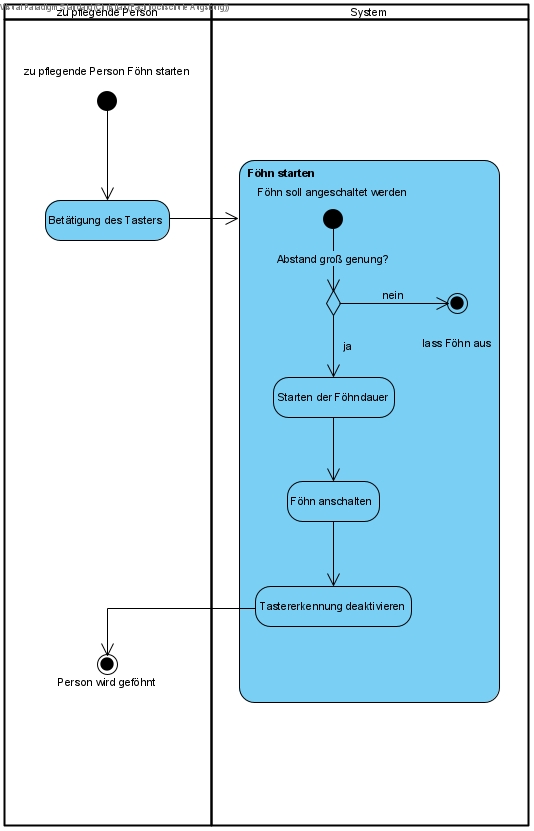 zu pflegende Person
System
zu pflegende Person Föhn starten
Föhn starten
Föhn soll angeschaltet werden
Betätigung des Tasters
Abstand groß genung?
nein
lass Föhn aus
ja
Starten der Föhndauer
Föhn anschalten
Tastererkennung deaktivieren
Person wird geföhnt